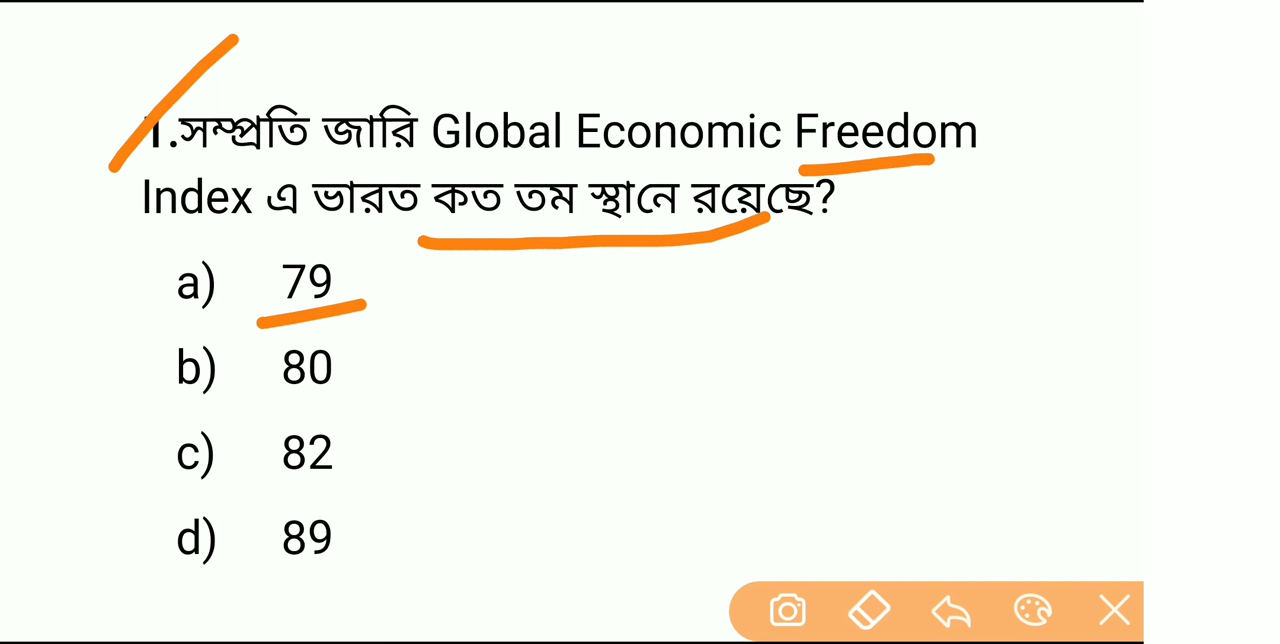 1.সম্প্রতি জারি Global Economic Freedom
Index এ ভারত কত তম স্থানে রয়েছে?
a) 79
b) 80
c) 82
d) 89